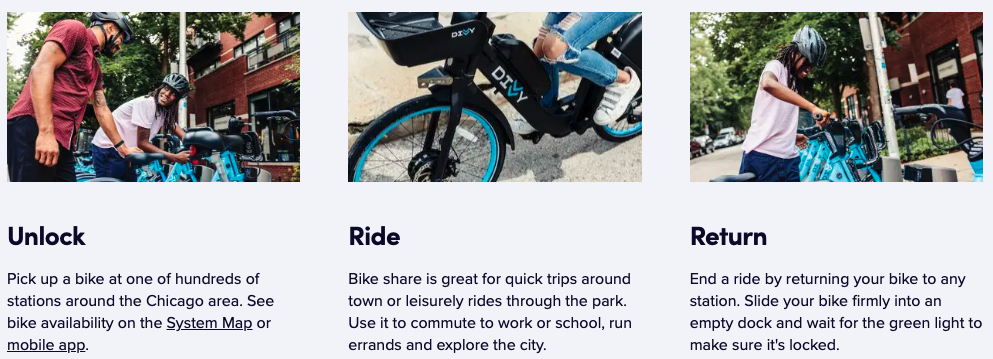 DIVVY
DIVVY
Unlock
Pick up a bike at one of hundreds of
stations around the Chicago area. See
bike availability on the System Map or
mobile app.
Ride
Bike share is great for quick trips around
town or leisurely rides through the park.
Use it to commute to work or school, run
errands and explore the city.
Return
End a ride by returning your bike to any
station. Slide your bike firmly into an
empty dock and wait for the green light to
make sure it's locked.